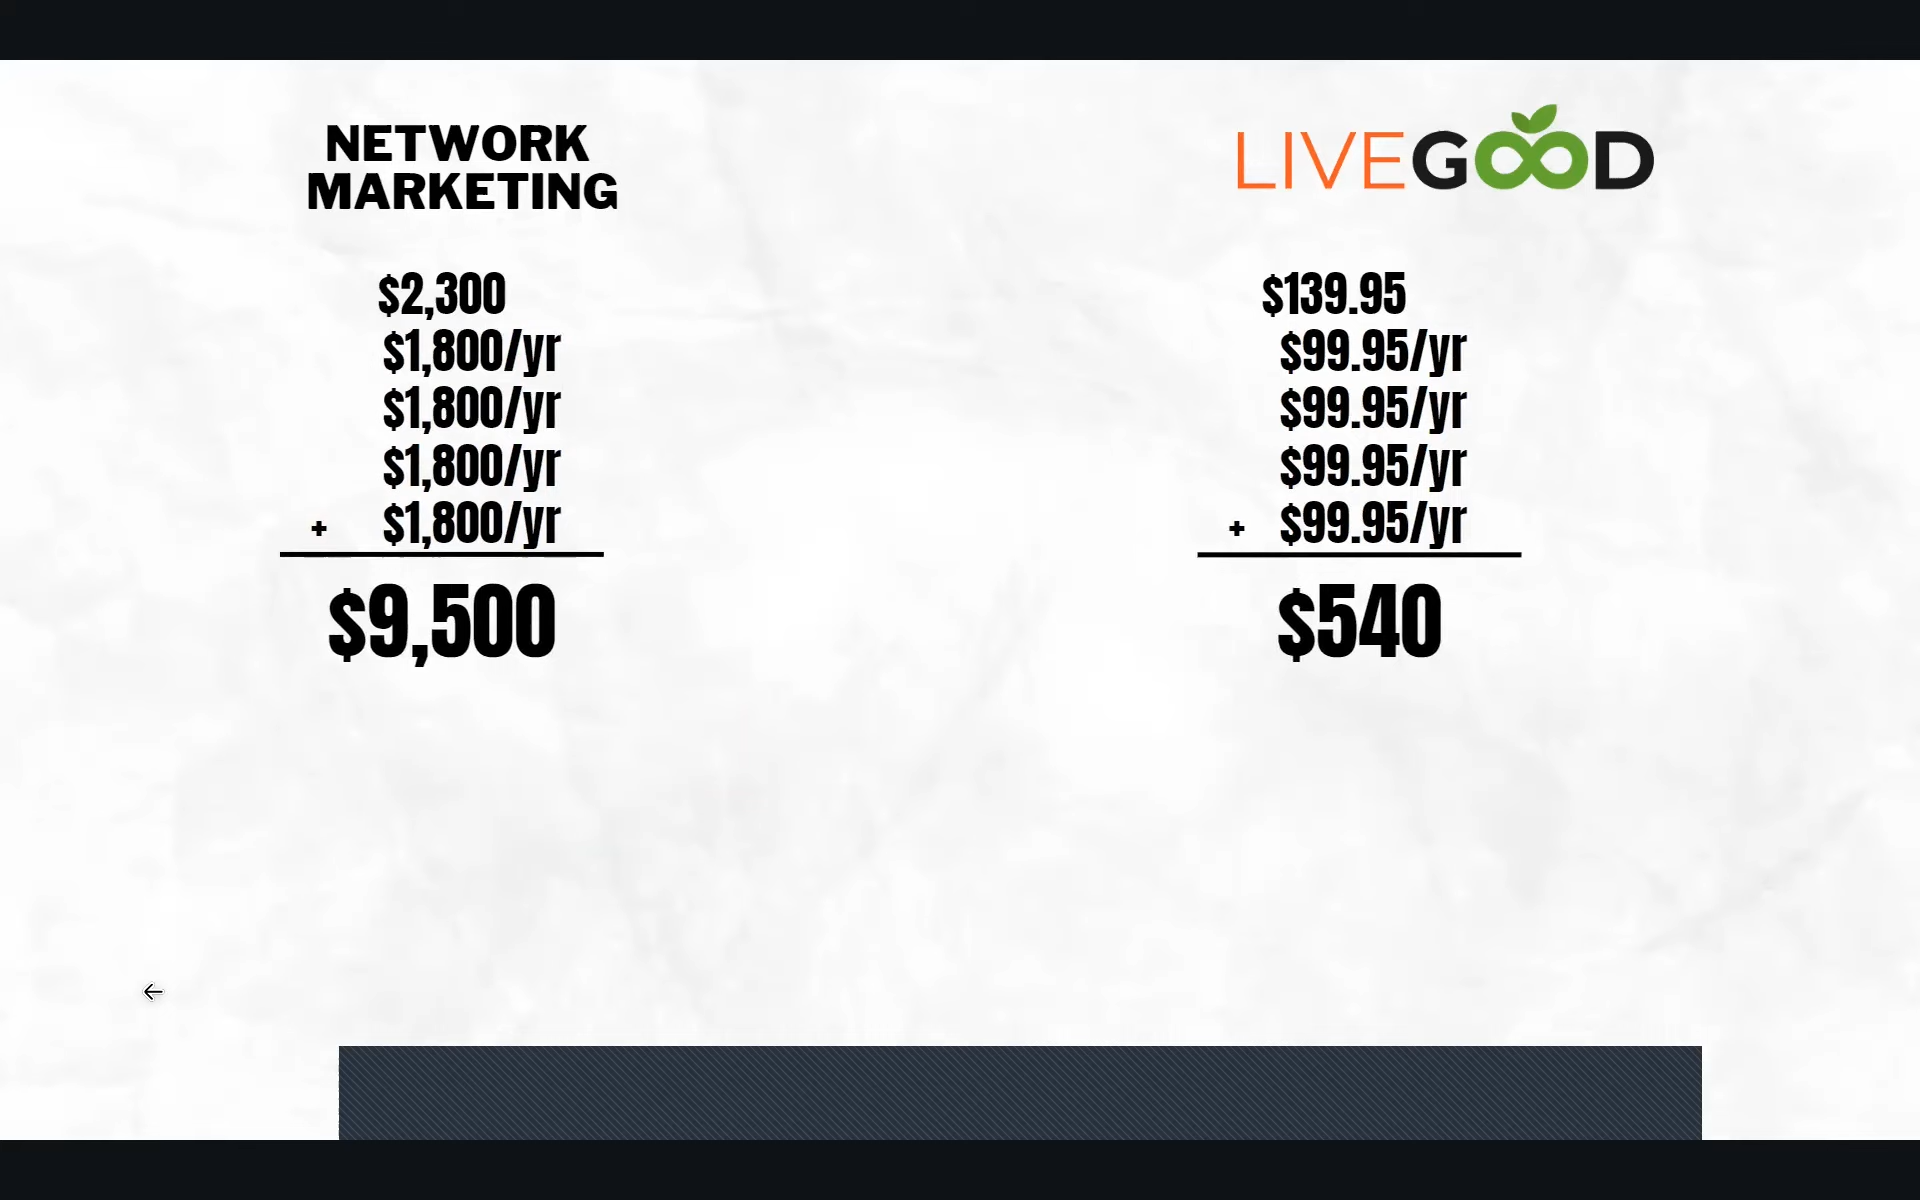 NETWORK
MARKETING
$2,300
$1,800/yr
$1,800/yr
$1,800/yr
+ $1,800/yr
$9,500
LIVEGOOD
$139.95
$99.95/yr
$99.95/yr
$99.95/yr
+ $99.95/yr
$540